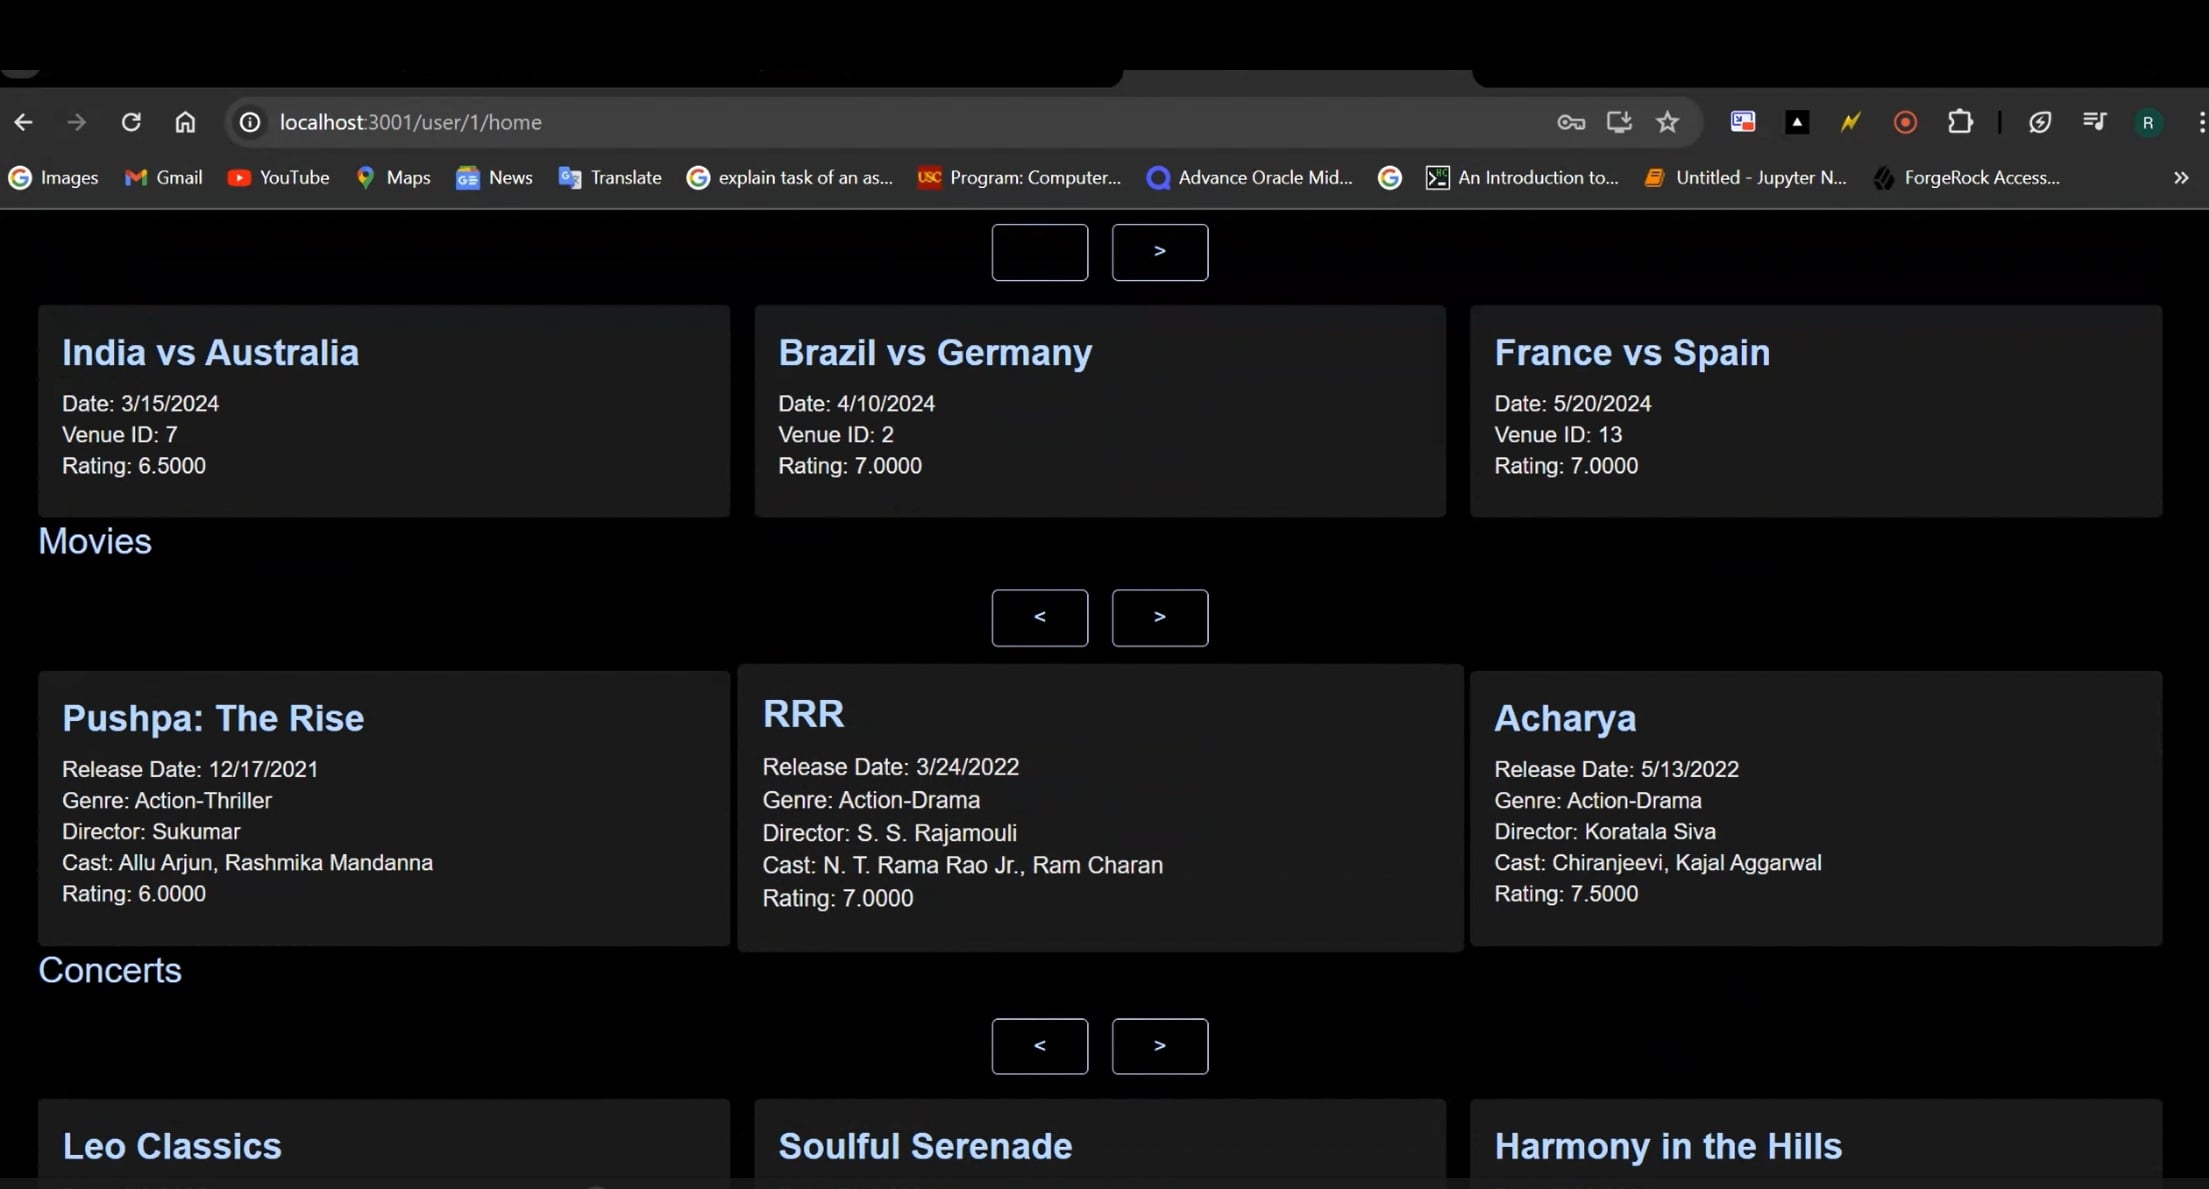 localhost:3001/user/1/home
R
Images Gmail YouTube Maps News Translate explain task of an as... USC Program: Computer... Advance Oracle Mid... An Introduction to... Untitled - Jupyter N... ForgeRock Access... »
>
India vs Australia
Date: 3/15/2024
Venue ID: 7
Rating: 6.5000
Brazil vs Germany
Date: 4/10/2024
Venue ID: 2
Rating: 7.0000
France vs Spain
Date: 5/20/2024
Venue ID: 13
Rating: 7.0000
Movies
< >
Pushpa: The Rise
Release Date: 12/17/2021
Genre: Action-Thriller
Director: Sukumar
Cast: Allu Arjun, Rashmika Mandanna
Rating: 6.0000
RRR
Release Date: 3/24/2022
Genre: Action-Drama
Director: S. S. Rajamouli
Cast: N. T. Rama Rao Jr., Ram Charan
Rating: 7.0000
Acharya
Release Date: 5/13/2022
Genre: Action-Drama
Director: Koratala Siva
Cast: Chiranjeevi, Kajal Aggarwal
Rating: 7.5000
Concerts
< >
Leo Classics
Soulful Serenade
Harmony in the Hills